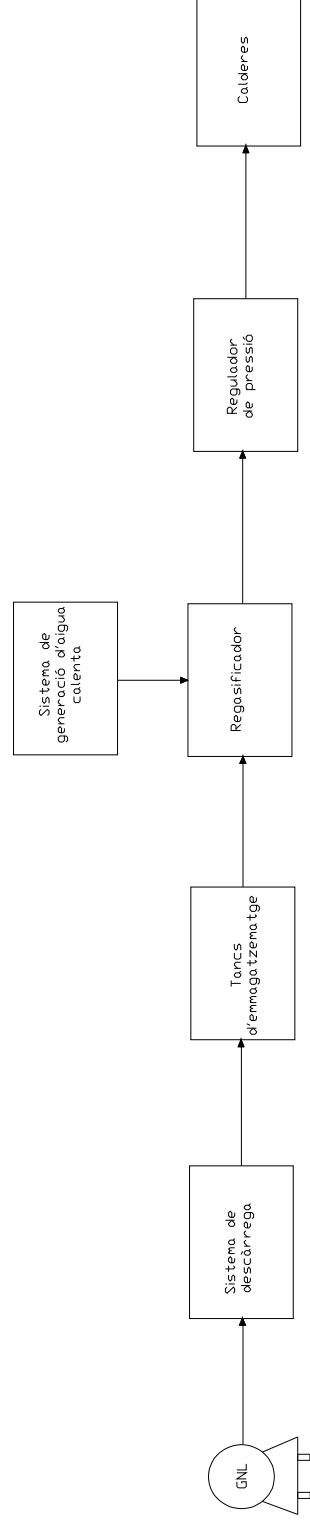 GNL
Sistema de
descàrrega
Tancs
d'emmagatzematge
Sistema de
generació d'aigua
calenta
Regasificador
Regulador
de pressió
Calderes